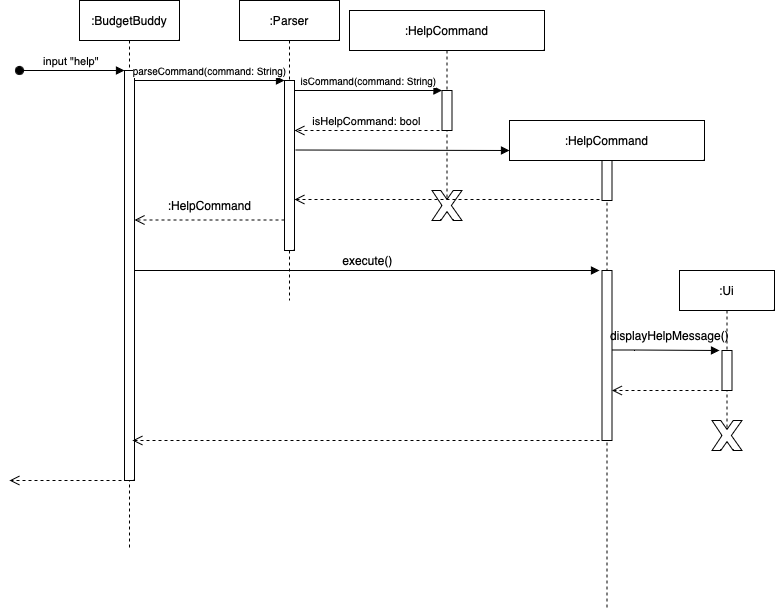 :BudgetBuddy
:Parser
:HelpCommand
input "help"
parseCommand(command: String)
isCommand(command: String)
isHelpCommand: bool
:HelpCommand
:HelpCommand
execute()
:Ui
displayHelpMessage()